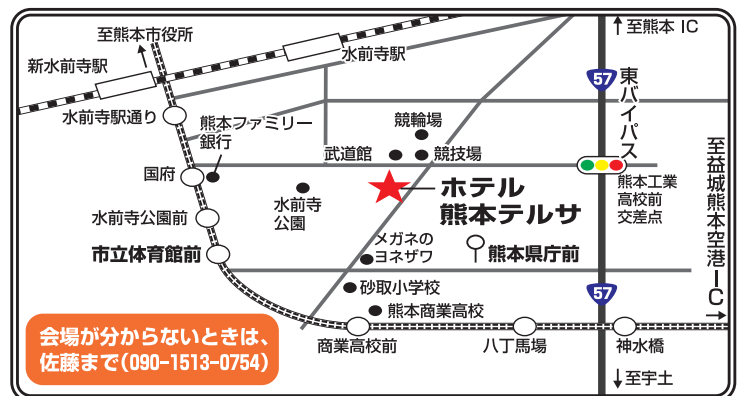 至熊本市役所
新水前寺駅
水前寺駅
至熊本 IC
57
東バイパス
水前寺駅通り
熊本ファミリー
銀行
競輪場
武道館
競技場
国府
水前寺
公園
ホテル
熊本テルサ
熊本工業
高校前
交差点
至益城熊本空港IC
水前寺公園前
市立体育館前
メガネの
ヨネザワ
熊本県庁前
砂取小学校
熊本商業高校
57
会場が分からないときは、
佐藤まで(090-1513-0754)
商業高校前
八丁馬場
神水橋
至宇土